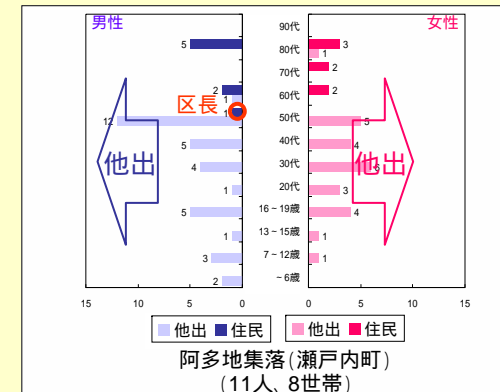 男性 女性
90代
5 80代 3
1
70代 2
2 60代 2
1
区長 1
12 50代 5
5 40代 4
他出 他出
4 30代 6
1 20代 3
5 16－19歳 4
1 13－15歳 1
3 7－12歳 1
2 －6歳
15 10 5 0 0 5 10 15
他出 住民 他出 住民
阿多地集落(瀬戸内町)
(11人、8世帯)